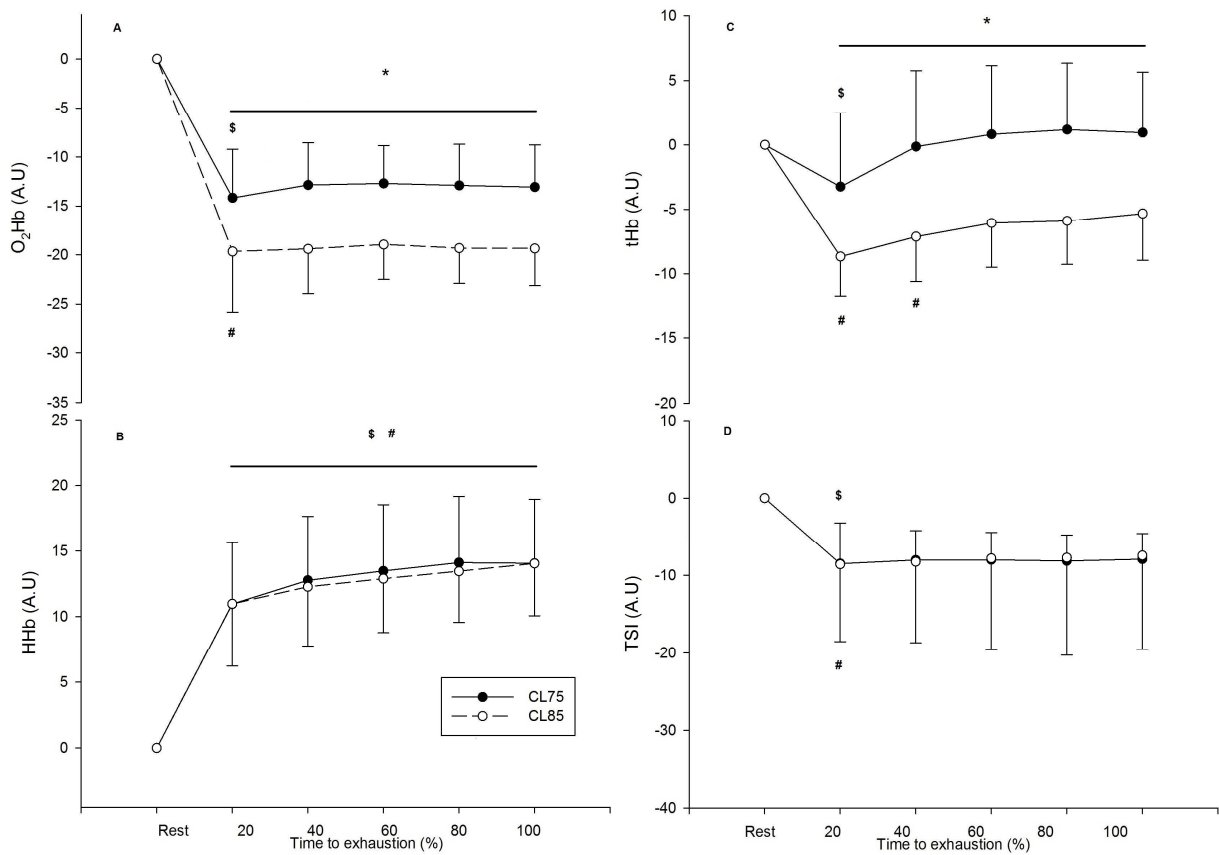 A
*
$
#
0
-5
-10
-15
-20
-25
-30
-35
O₂Hb (A.U)
C
*
$
# #
10
5
0
-5
-10
-15
-20
tHb (A.U)
B
$ #
25
20
15
10
5
0
HHb (A.U)
CL75
CL85
Rest 20 40 60 80 100
Time to exhaustion (%)
D
$
#
10
0
-10
-20
-30
-40
TSI (A.U)
Rest 20 40 60 80 100
Time to exhaustion (%)